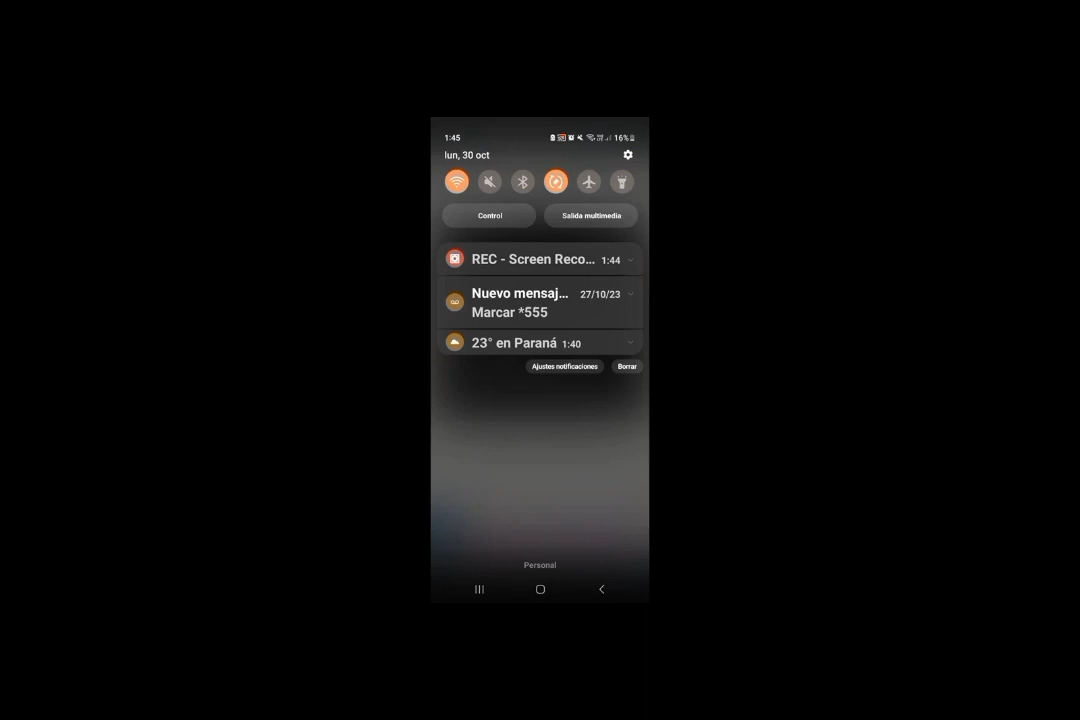 1:45
16%
lun, 30 oct
Control
Salida multimedia
REC - Screen Reco... 1:44
Nuevo mensaj... 27/10/23
Marcar *555
23° en Paraná 1:40
Ajustes notificaciones
Borrar
Personal